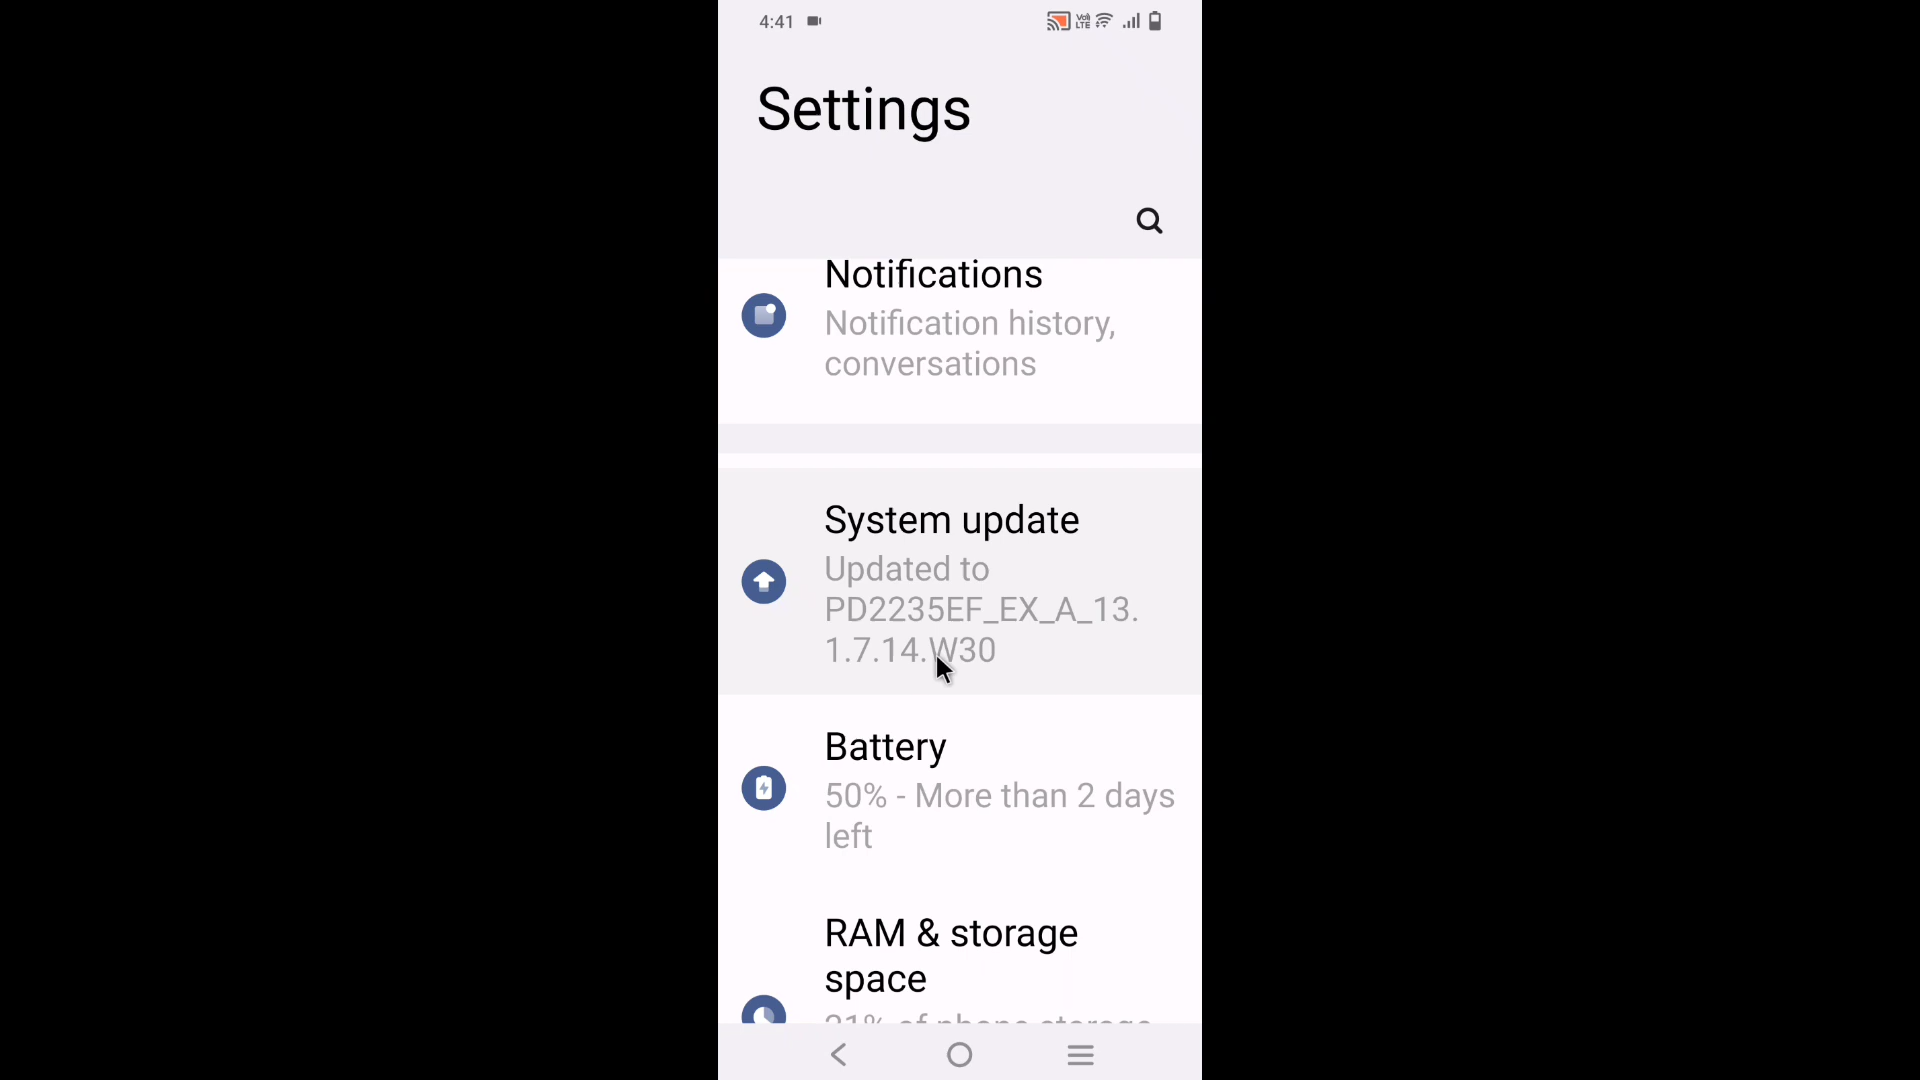 4:41
Settings
Notifications
Notification history,
conversations
System update
Updated to
PD2235EF_EX_A_13.
1.7.14.W30
Battery
50% - More than 2 days
left
RAM & storage
space